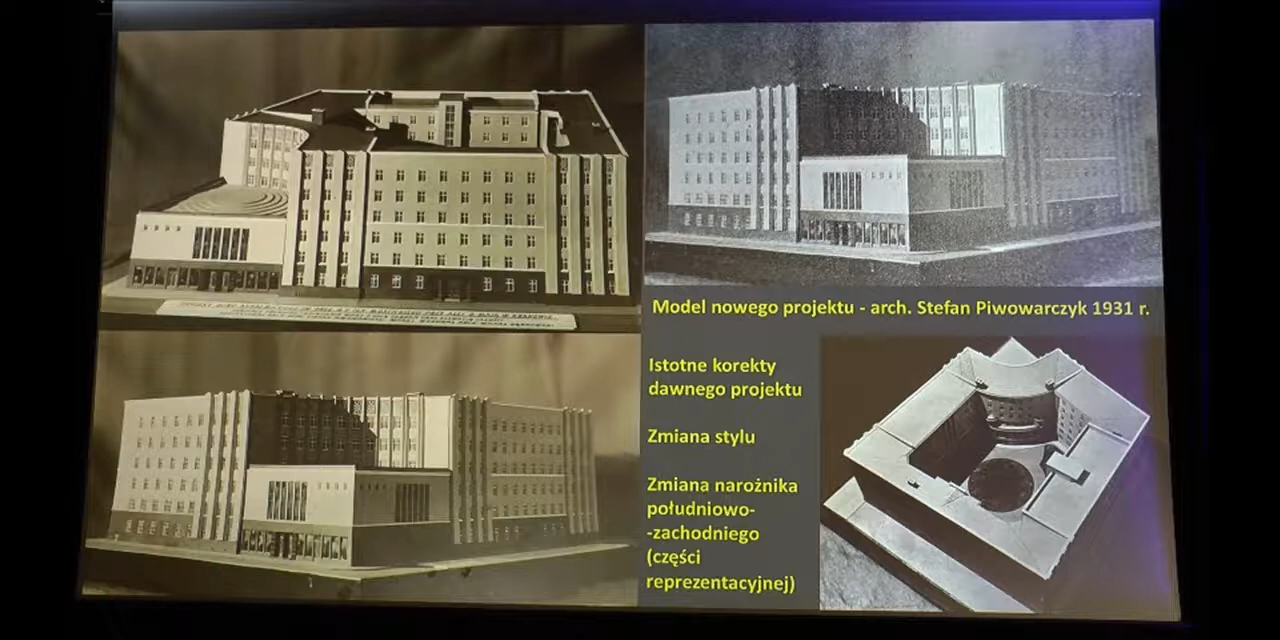 Model nowego projektu - arch. Stefan Piwowarczyk 1931 r.
Istotne korekty
dawnego projektu
Zmiana stylu
Zmiana narożnika
południowo-
-zachodniego
(części
reprezentacyjnej)